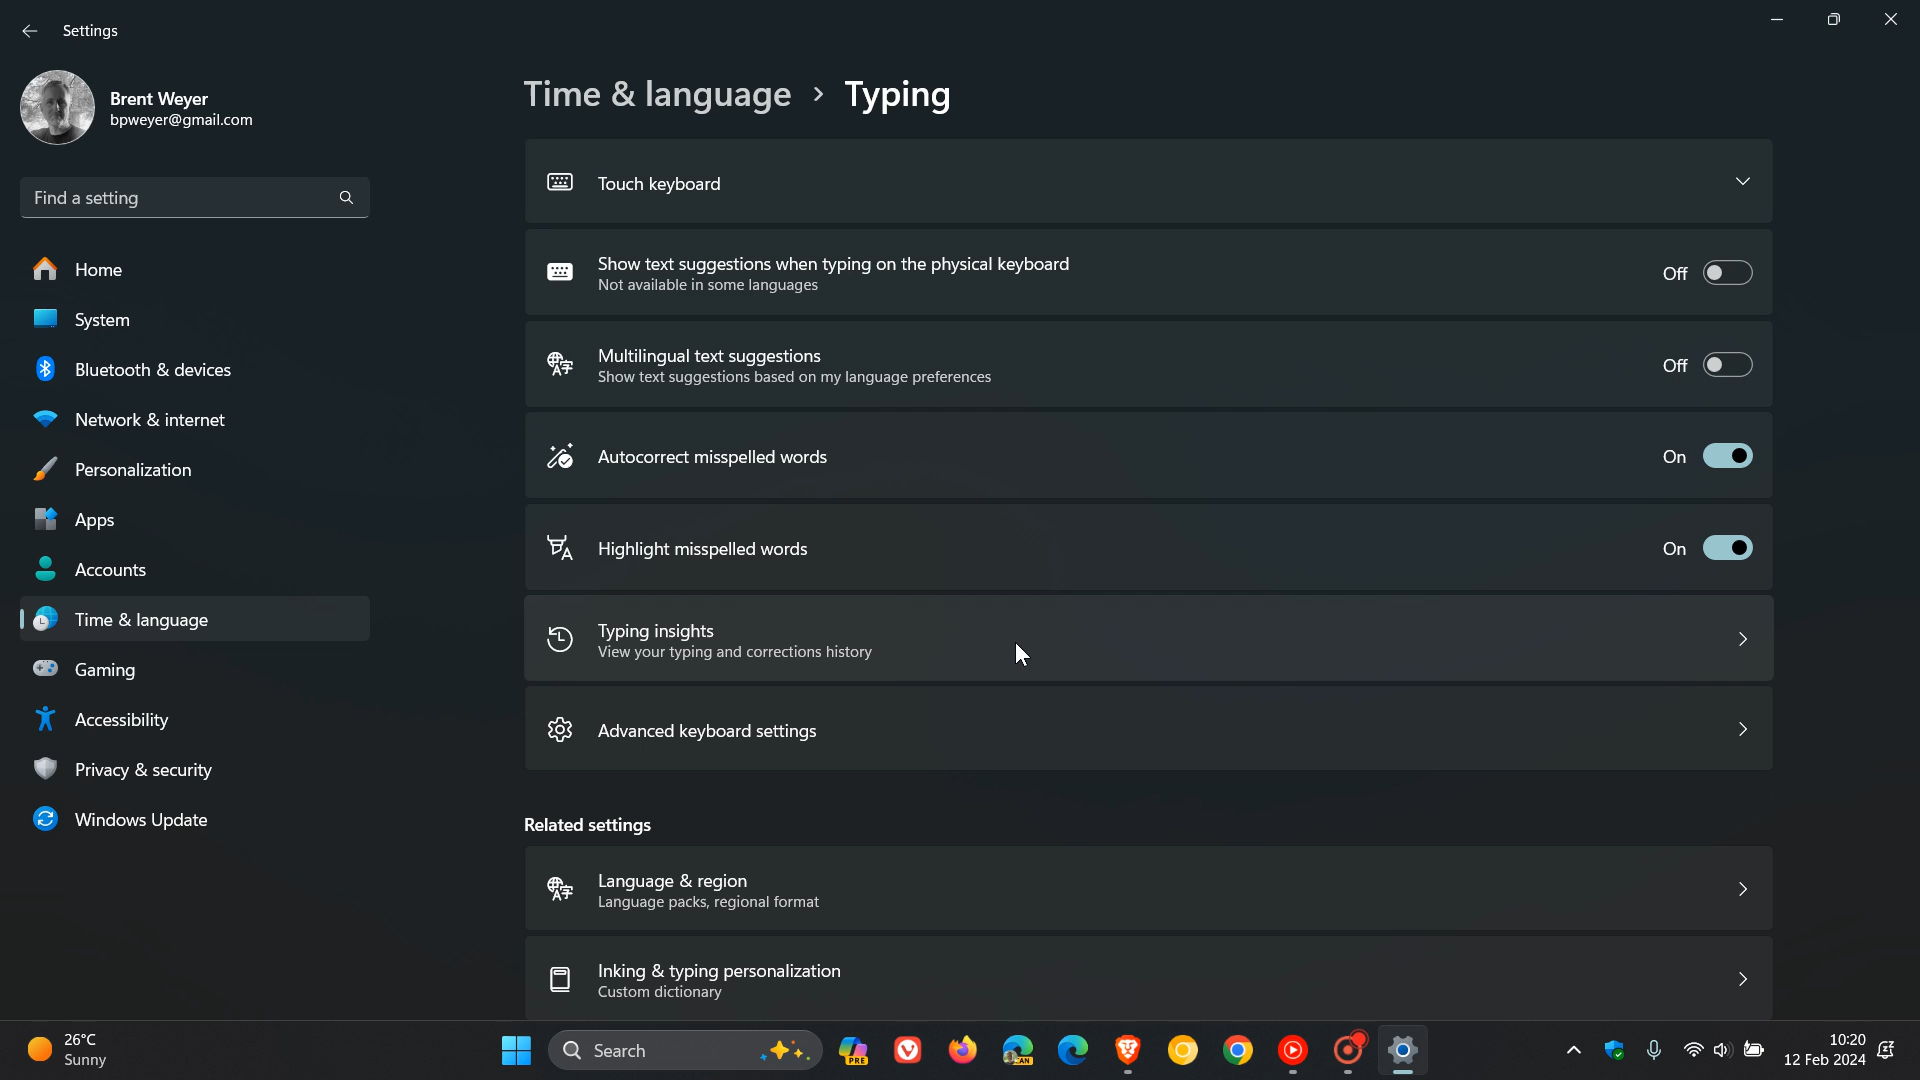 Settings
Brent Weyer
bpweyer@gmail.com
Find a setting
Home
System
Bluetooth & devices
Network & internet
Personalization
Apps
Accounts
Time & language
Gaming
Accessibility
Privacy & security
Windows Update
Time & language > Typing
Touch keyboard
Show text suggestions when typing on the physical keyboard
Not available in some languages
Off
Multilingual text suggestions
Show text suggestions based on my language preferences
Off
Autocorrect misspelled words
On
Highlight misspelled words
On
Typing insights
View your typing and corrections history
Advanced keyboard settings
Related settings
Language & region
Language packs, regional format
Inking & typing personalization
Custom dictionary
26°C
Sunny
Search
PRE
CAN
10:20
12 Feb 2024